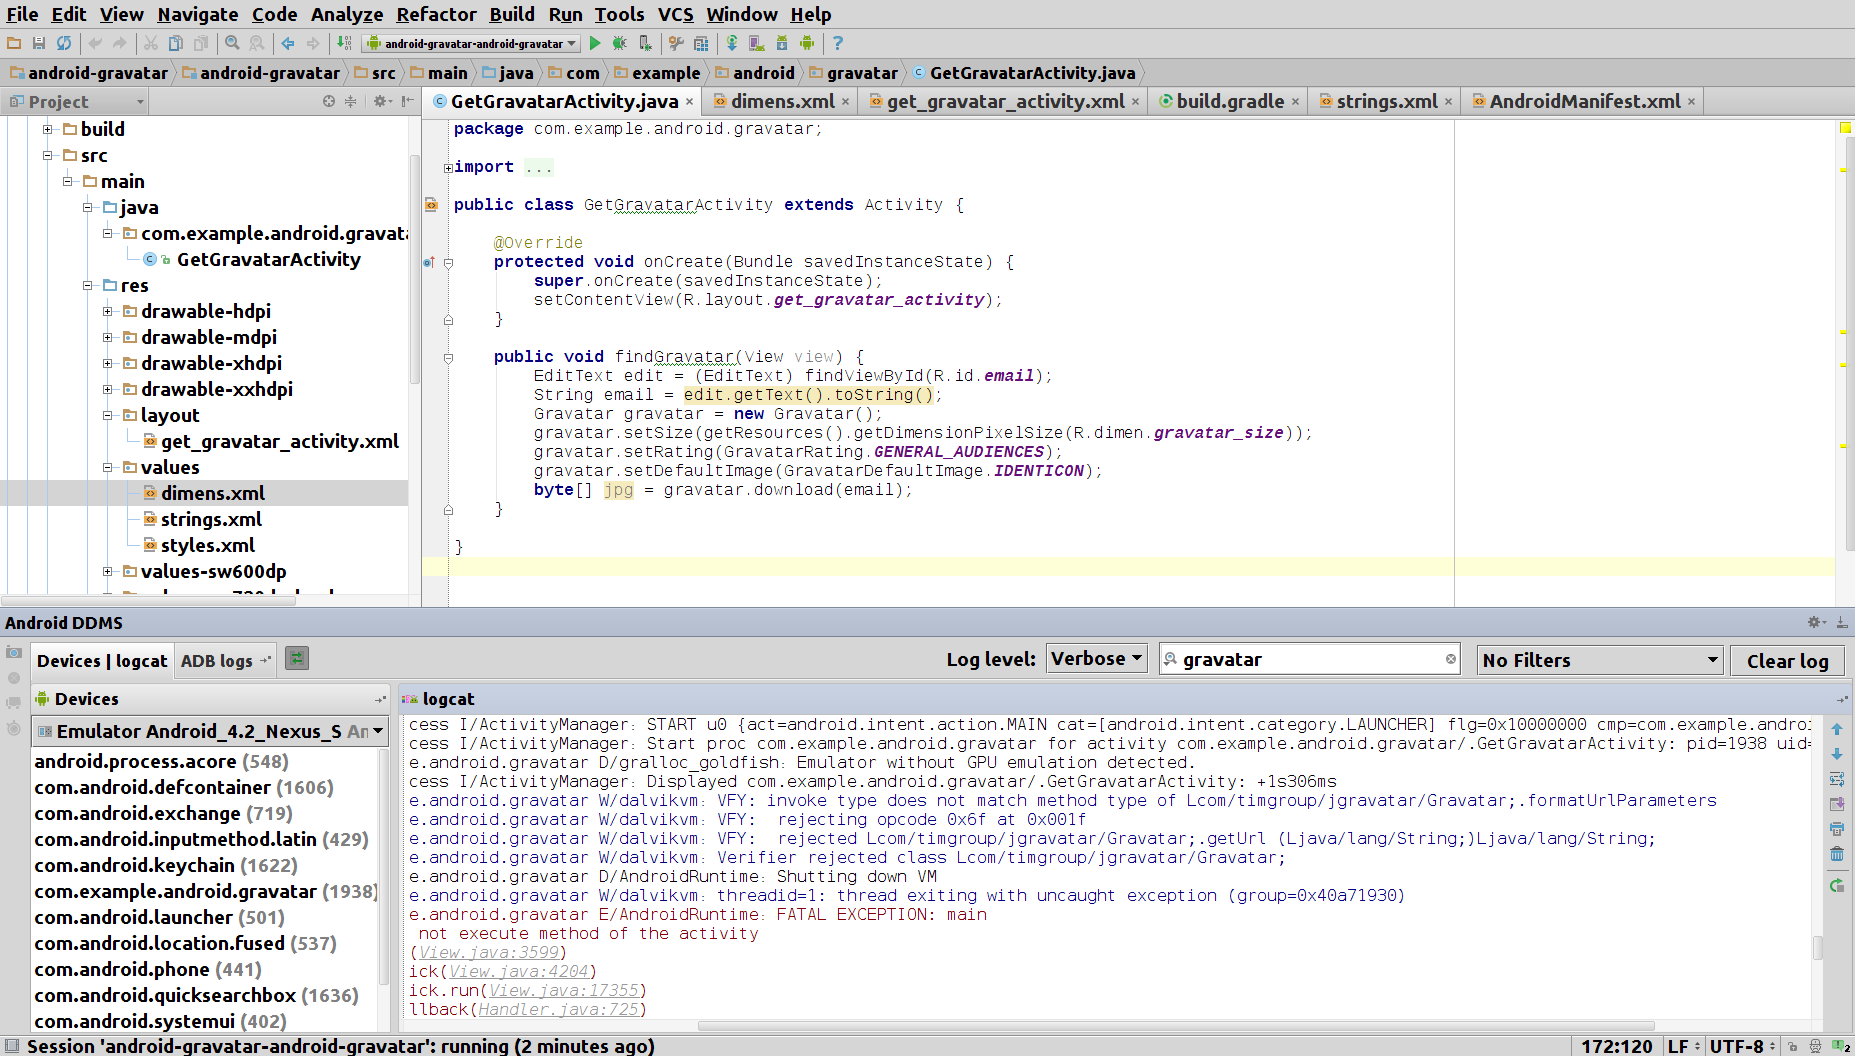 File Edit View Navigate Code Analyze Refactor Build Run Tools VCS Window Help
android-gravatar-android-gravatar
android-gravatar android-gravatar src main java com example android gravatar GetGravatarActivity.java
Project
GetGravatarActivity.java dimens.xml get_gravatar_activity.xml build.gradle strings.xml AndroidManifest.xml
build
src
main
java
com.example.android.gravat
GetGravatarActivity
res
drawable-hdpi
drawable-mdpi
drawable-xhdpi
drawable-xxhdpi
layout
get_gravatar_activity.xml
values
dimens.xml
strings.xml
styles.xml
values-sw600dp
package com.example.android.gravatar;
import ...
public class GetGravatarActivity extends Activity {
@Override
protected void onCreate(Bundle savedInstanceState) {
super.onCreate(savedInstanceState);
setContentView(R.layout.get_gravatar_activity);
}
public void findGravatar(View view) {
EditText edit = (EditText) findViewById(R.id.email);
String email = edit.getText().toString();
Gravatar gravatar = new Gravatar();
gravatar.setSize(getResources().getDimensionPixelSize(R.dimen.gravatar_size));
gravatar.setRating(GravatarRating.GENERAL_AUDIENCES);
gravatar.setDefaultImage(GravatarDefaultImage.IDENTICON);
byte[] jpg = gravatar.download(email);
}
}
Android DDMS
Devices | logcat ADB logs Log level: Verbose gravatar No Filters Clear log
Devices
Emulator Android_4.2_Nexus_S An
android.process.acore (548)
com.android.defcontainer (1606)
com.android.exchange (719)
com.android.inputmethod.latin (429)
com.android.keychain (1622)
com.example.android.gravatar (1938)
com.android.launcher (501)
com.android.location.fused (537)
com.android.phone (441)
com.android.quicksearchbox (1636)
com.android.systemui (402)
logcat
cess I/ActivityManager: START u0 {act=android.intent.action.MAIN cat=[android.intent.category.LAUNCHER] flg=0x10000000 cmp=com.example.androi
cess I/ActivityManager: Start proc com.example.android.gravatar for activity com.example.android.gravatar/.GetGravatarActivity: pid=1938 uid=
e.android.gravatar D/gralloc_goldfish: Emulator without GPU emulation detected.
cess I/ActivityManager: Displayed com.example.android.gravatar/.GetGravatarActivity: +1s306ms
e.android.gravatar W/dalvikvm: VFY: invoke type does not match method type of Lcom/timgroup/jgravatar/Gravatar;.formatUrlParameters
e.android.gravatar W/dalvikvm: VFY:  rejecting opcode 0x6f at 0x001f
e.android.gravatar W/dalvikvm: VFY:  rejected Lcom/timgroup/jgravatar/Gravatar;.getUrl (Ljava/lang/String;)Ljava/lang/String;
e.android.gravatar W/dalvikvm: Verifier rejected class Lcom/timgroup/jgravatar/Gravatar;
e.android.gravatar D/AndroidRuntime: Shutting down VM
e.android.gravatar W/dalvikvm: threadid=1: thread exiting with uncaught exception (group=0x40a71930)
e.android.gravatar E/AndroidRuntime: FATAL EXCEPTION: main
not execute method of the activity
(View.java:3599)
ick(View.java:4204)
ick.run(View.java:17355)
llback(Handler.java:725)
Session 'android-gravatar-android-gravatar': running (2 minutes ago) 172:120 LF UTF-8 2